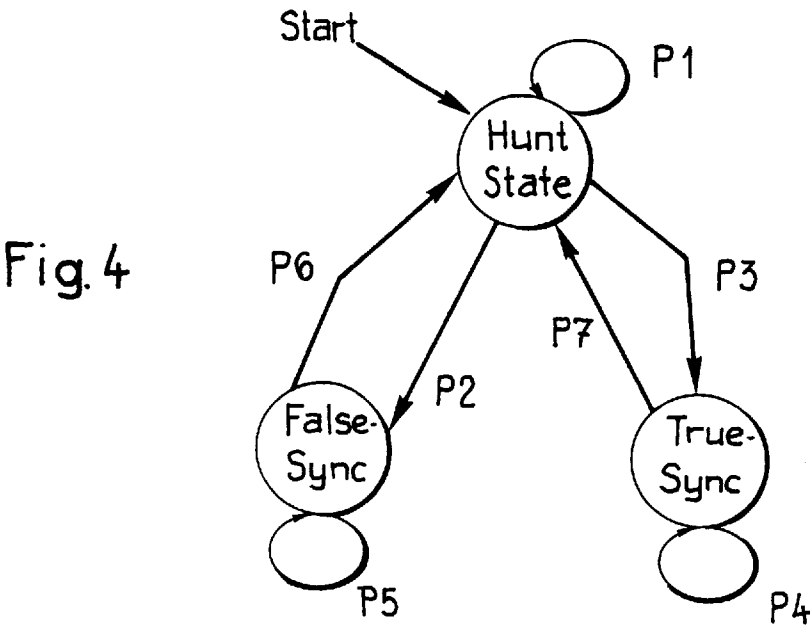 Start
P1
Hunt
State
Fig. 4
P6
P3
P7
P2
False-
Sync
True-
Sync
P5
P4